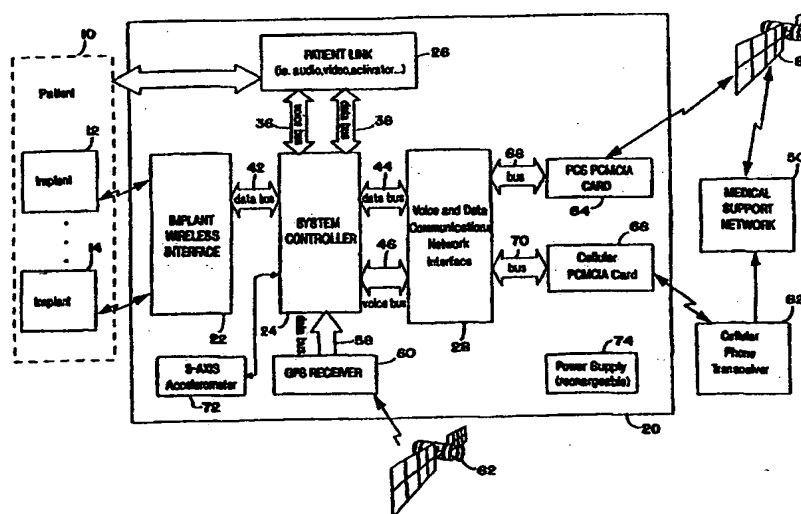 10
Patient
12
Implant
14
Implant
PATIENT LINK
(ie. audio,video,activator...)
26
36
voice bus
data bus
38
IMPLANT
WIRELESS
INTERFACE
22
42
data bus
SYSTEM
CONTROLLER
24
44
data bus
46
voice bus
Voice and Data
Communications
Network
Interface
28
68
bus
PCS PCMCIA
CARD
64
70
bus
Cellular
PCMCIA Card
66
MEDICAL
SUPPORT
NETWORK
Cellular
Phone
Transceiver
3-AXIS
Accelerometer
72
data bus
58
GPS RECEIVER
60
74
Power Supply
(rechargeable)
20
62